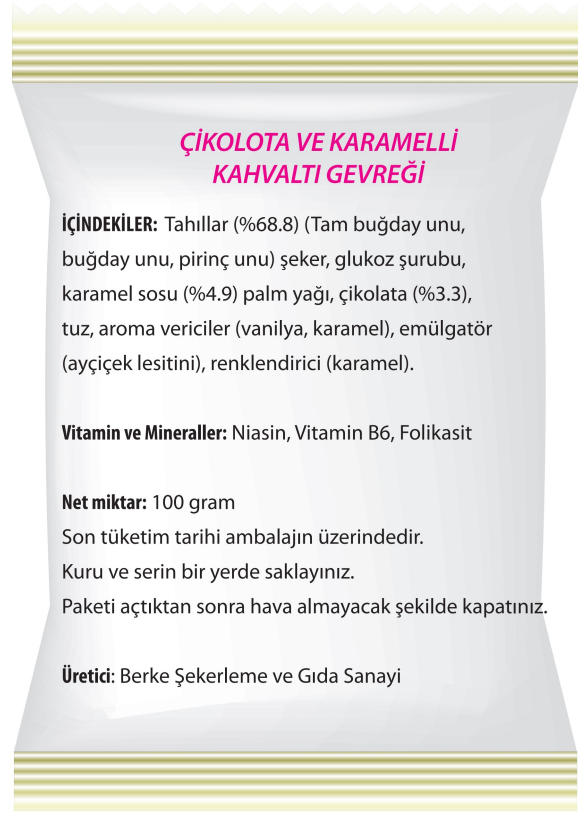 ÇİKOLOTA VE KARAMELLİ
KAHVALTI GEVREĞİ
İÇİNDEKİLER: Tahıllar (%68.8) (Tam buğday unu,
buğday unu, pirinç unu) şeker, glukoz şurubu,
karamel sosu (%4.9) palm yağı, çikolata (%3.3),
tuz, aroma vericiler (vanilya, karamel), emülgatör
(ayçiçek lesitini), renklendirici (karamel).
Vitamin ve Mineraller: Niasin, Vitamin B6, Folikasit
Net miktar: 100 gram
Son tüketim tarihi ambalajın üzerindedir.
Kuru ve serin bir yerde saklayınız.
Paketi açtıktan sonra hava almayacak şekilde kapatınız.
Üretici: Berke Şekerleme ve Gıda Sanayi